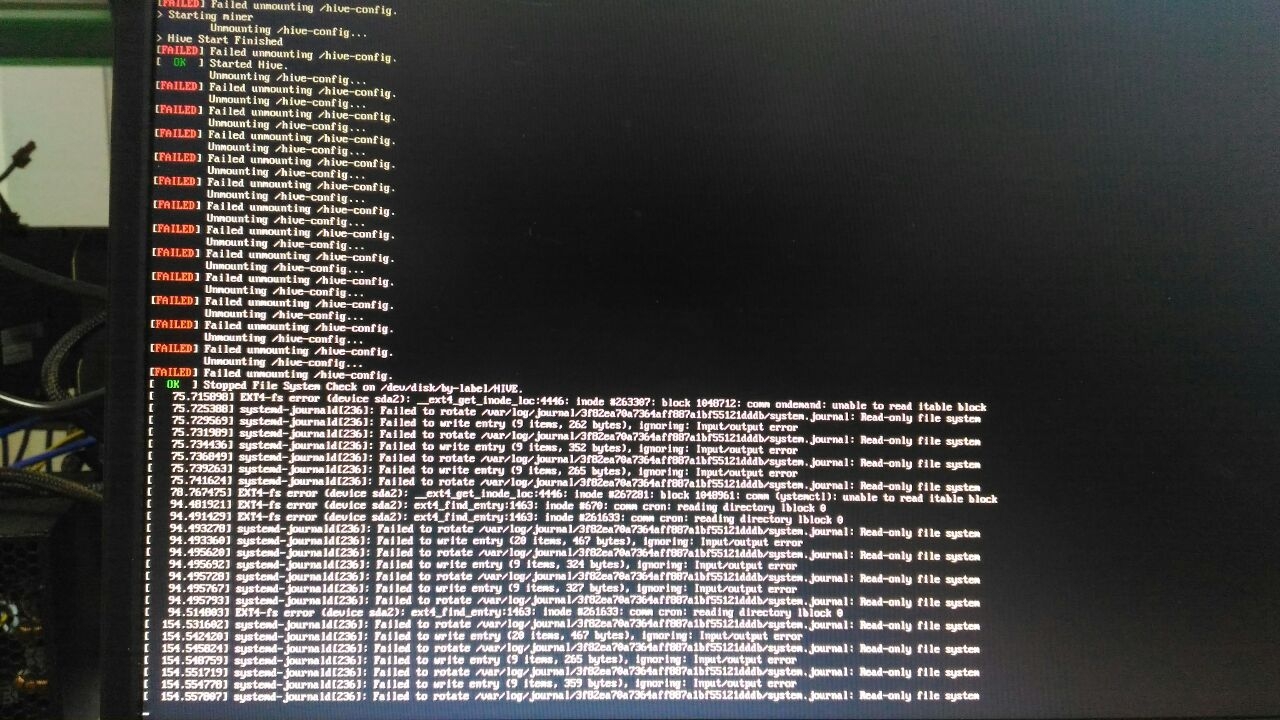 [FAILED] Failed unmounting /hive-config.
> Starting miner
Unmounting /hive-config...
> Hive Start Finished
[FAILED] Failed unmounting /hive-config.
[ OK ] Started Hive.
Unmounting /hive-config...
[FAILED] Failed unmounting /hive-config.
Unmounting /hive-config...
[FAILED] Failed unmounting /hive-config.
Unmounting /hive-config...
[FAILED] Failed unmounting /hive-config.
Unmounting /hive-config...
[FAILED] Failed unmounting /hive-config.
Unmounting /hive-config...
[FAILED] Failed unmounting /hive-config.
Unmounting /hive-config...
[FAILED] Failed unmounting /hive-config.
Unmounting /hive-config...
[FAILED] Failed unmounting /hive-config.
Unmounting /hive-config...
[FAILED] Failed unmounting /hive-config.
Unmounting /hive-config...
[FAILED] Failed unmounting /hive-config.
Unmounting /hive-config...
[FAILED] Failed unmounting /hive-config.
Unmounting /hive-config...
[FAILED] Failed unmounting /hive-config.
Unmounting /hive-config...
[FAILED] Failed unmounting /hive-config.
Unmounting /hive-config...
[FAILED] Failed unmounting /hive-config.
[ OK ] Stopped File System Check on /dev/disk/by-label/HIVE.
[ 75.715898] EXT4-fs error (device sda2): __ext4_get_inode_loc:4446: inode #263307: block 1048712: comm ondemand: unable to read itable block
[ 75.725388] systemd-journald[236]: Failed to rotate /var/log/journal/3f82ea70a7364aff887a1bf55121dddb/system.journal: Read-only file system
[ 75.729569] systemd-journald[236]: Failed to write entry (9 items, 262 bytes), ignoring: Input/output error
[ 75.731989] systemd-journald[236]: Failed to rotate /var/log/journal/3f82ea70a7364aff887a1bf55121dddb/system.journal: Read-only file system
[ 75.734436] systemd-journald[236]: Failed to write entry (9 items, 352 bytes), ignoring: Input/output error
[ 75.736849] systemd-journald[236]: Failed to rotate /var/log/journal/3f82ea70a7364aff887a1bf55121dddb/system.journal: Read-only file system
[ 75.739263] systemd-journald[236]: Failed to write entry (9 items, 265 bytes), ignoring: Input/output error
[ 75.741624] systemd-journald[236]: Failed to rotate /var/log/journal/3f82ea70a7364aff887a1bf55121dddb/system.journal: Read-only file system
[ 78.767475] EXT4-fs error (device sda2): __ext4_get_inode_loc:4446: inode #267281: block 1048961: comm (ystemctl): unable to read itable block
[ 94.481921] EXT4-fs error (device sda2): ext4_find_entry:1463: inode #670: comm cron: reading directory lblock 0
[ 94.491429] EXT4-fs error (device sda2): ext4_find_entry:1463: inode #261633: comm cron: reading directory lblock 0
[ 94.493278] systemd-journald[236]: Failed to rotate /var/log/journal/3f82ea70a7364aff887a1bf55121dddb/system.journal: Read-only file system
[ 94.493360] systemd-journald[236]: Failed to write entry (20 items, 467 bytes), ignoring: Input/output error
[ 94.495620] systemd-journald[236]: Failed to rotate /var/log/journal/3f82ea70a7364aff887a1bf55121dddb/system.journal: Read-only file system
[ 94.495692] systemd-journald[236]: Failed to write entry (9 items, 324 bytes), ignoring: Input/output error
[ 94.495728] systemd-journald[236]: Failed to rotate /var/log/journal/3f82ea70a7364aff887a1bf55121dddb/system.journal: Read-only file system
[ 94.495767] systemd-journald[236]: Failed to write entry (9 items, 327 bytes), ignoring: Input/output error
[ 94.495793] systemd-journald[236]: Failed to rotate /var/log/journal/3f82ea70a7364aff887a1bf55121dddb/system.journal: Read-only file system
[ 94.514803] EXT4-fs error (device sda2): ext4_find_entry:1463: inode #261633: comm cron: reading directory lblock 0
[ 154.531602] systemd-journald[236]: Failed to rotate /var/log/journal/3f82ea70a7364aff887a1bf55121dddb/system.journal: Read-only file system
[ 154.542420] systemd-journald[236]: Failed to write entry (20 items, 467 bytes), ignoring: Input/output error
[ 154.545824] systemd-journald[236]: Failed to rotate /var/log/journal/3f82ea70a7364aff887a1bf55121dddb/system.journal: Read-only file system
[ 154.548759] systemd-journald[236]: Failed to write entry (9 items, 265 bytes), ignoring: Input/output error
[ 154.551719] systemd-journald[236]: Failed to rotate /var/log/journal/3f82ea70a7364aff887a1bf55121dddb/system.journal: Read-only file system
[ 154.554778] systemd-journald[236]: Failed to write entry (9 items, 359 bytes), ignoring: Input/output error
[ 154.557807] systemd-journald[236]: Failed to rotate /var/log/journal/3f82ea70a7364aff887a1bf55121dddb/system.journal: Read-only file system